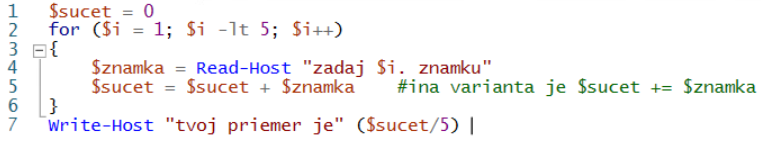 1 $sucet = 0
2 for ($i = 1; $i -lt 5; $i++)
3 {
4 $znamka = Read-Host "zadaj $i. znamku"
5 $sucet = $sucet + $znamka #ina varianta je $sucet += $znamka
6 }
7 Write-Host "tvoj priemer je" ($sucet/5)